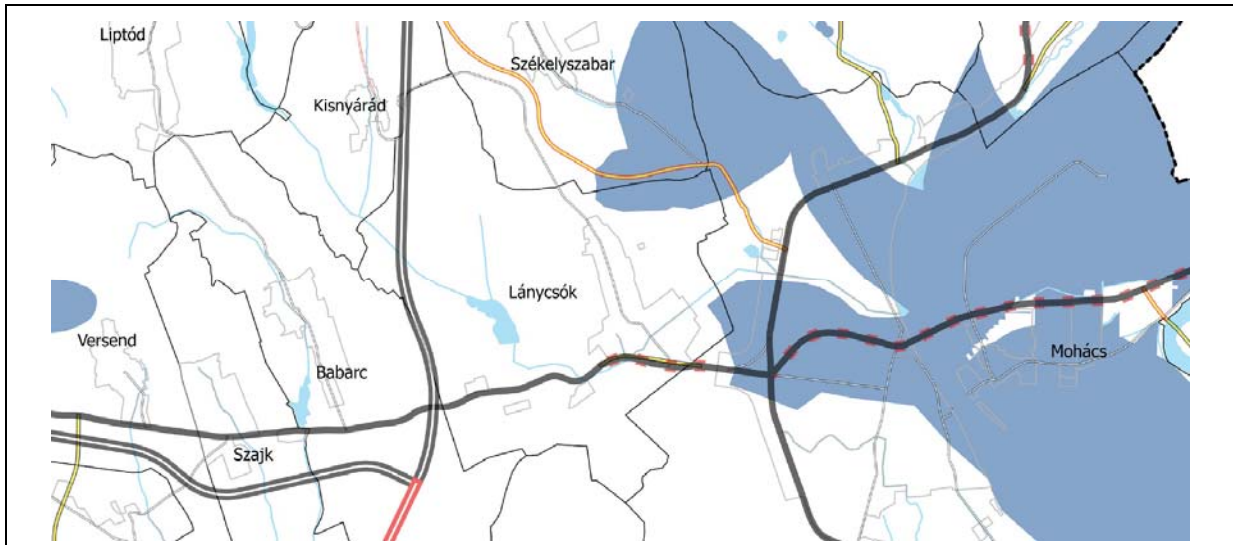 Liptód
Székelyszabar
Kisnyárád
Lánycsók
Versend
Babarc
Mohács
Szajk